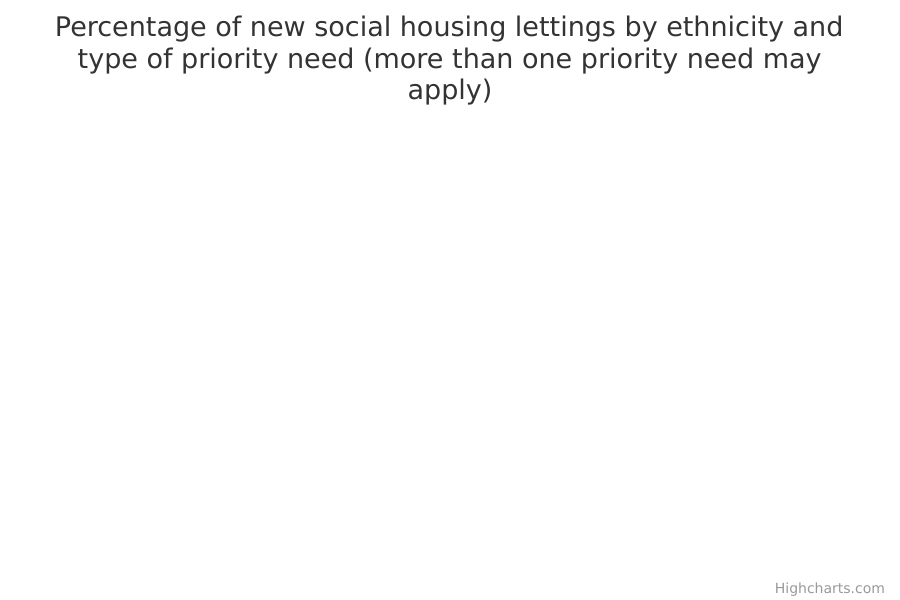 Percentage of new social housing lettings by ethnicity and
type of priority need (more than one priority need may
apply)
Highcharts.com